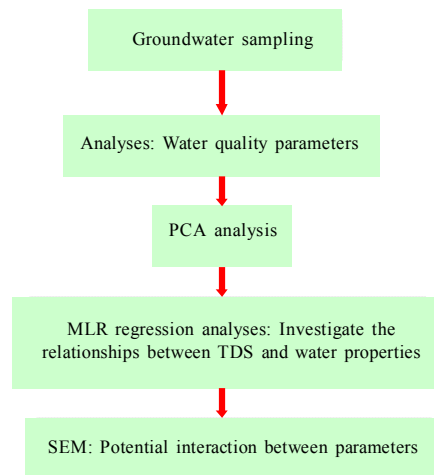 Groundwater sampling
Analyses: Water quality parameters
PCA analysis
MLR regression analyses: Investigate the
relationships between TDS and water properties
SEM: Potential interaction between parameters